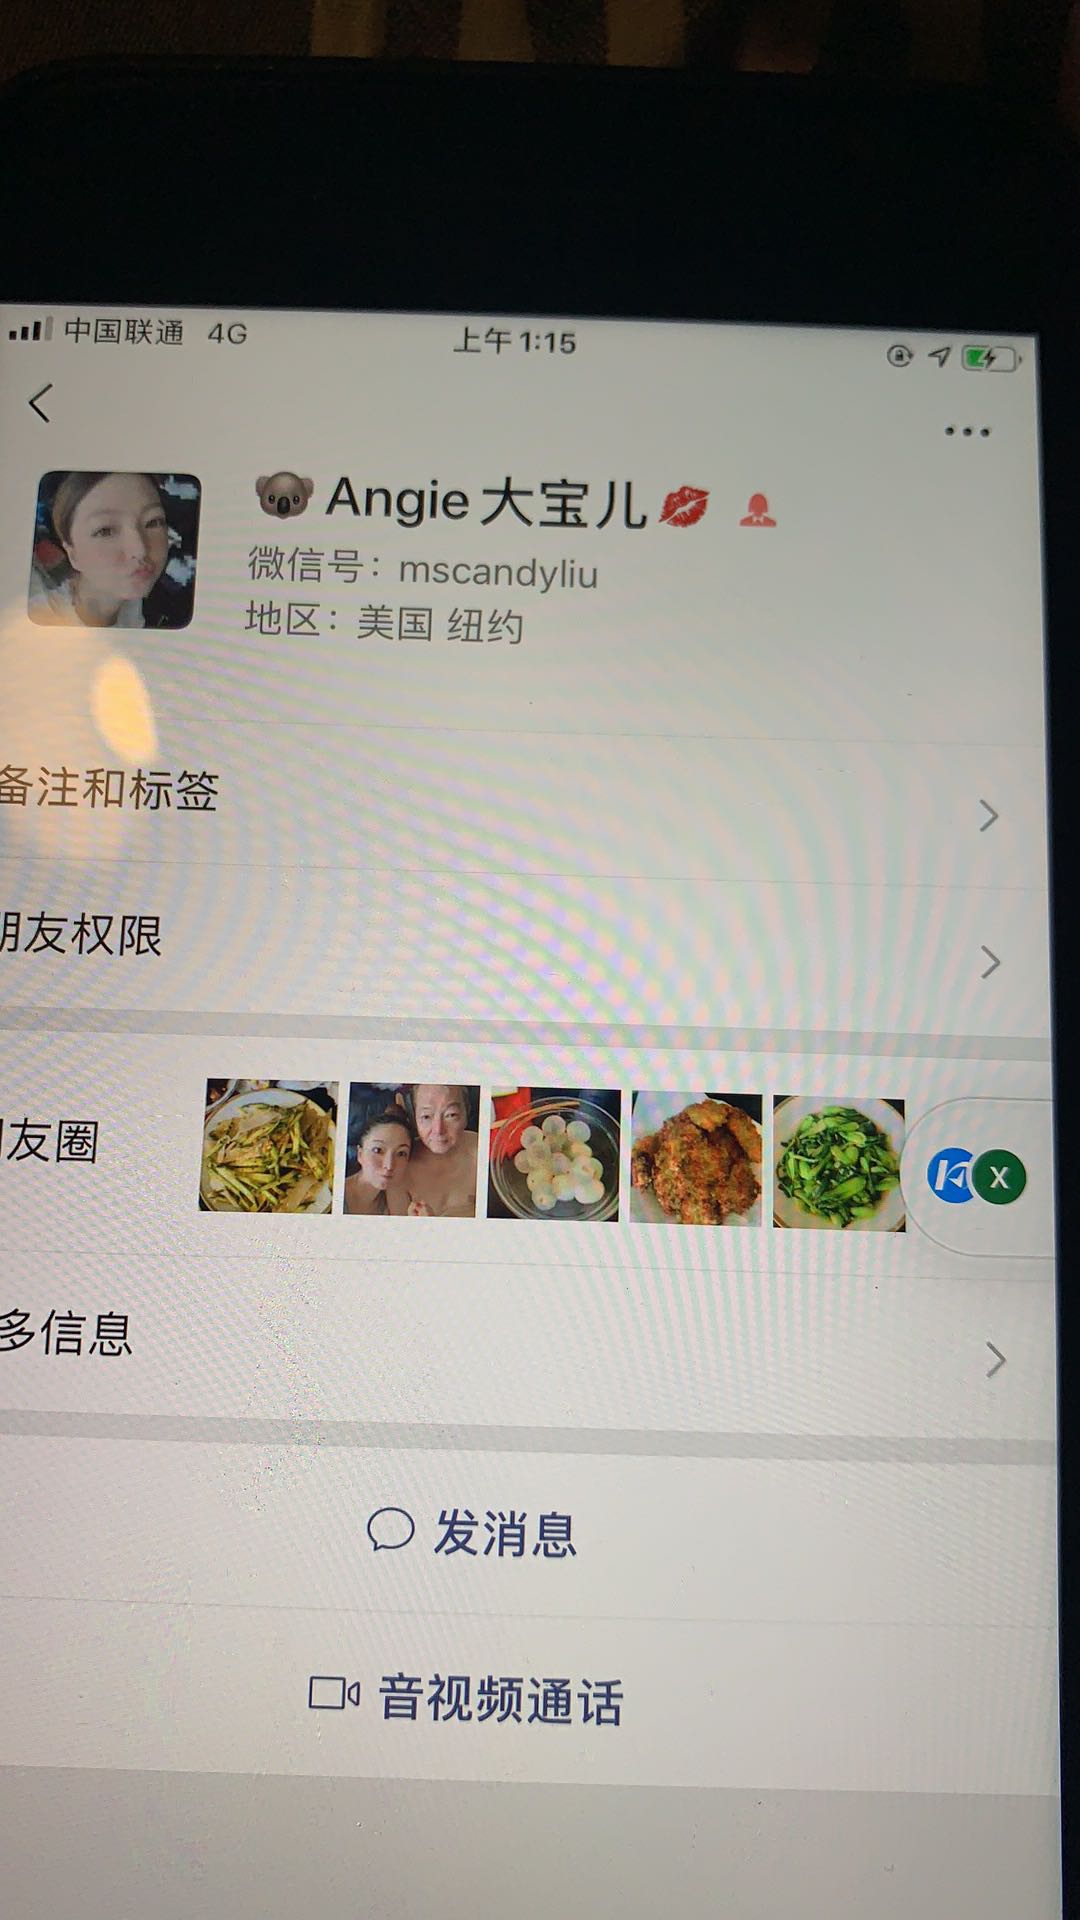 中国联通 4G 上午1:15
🐨 Angie大宝儿💋
微信号：mscandyliu
地区：美国 纽约
备注和标签
朋友权限
友圈
X
多信息
发消息
音视频通话